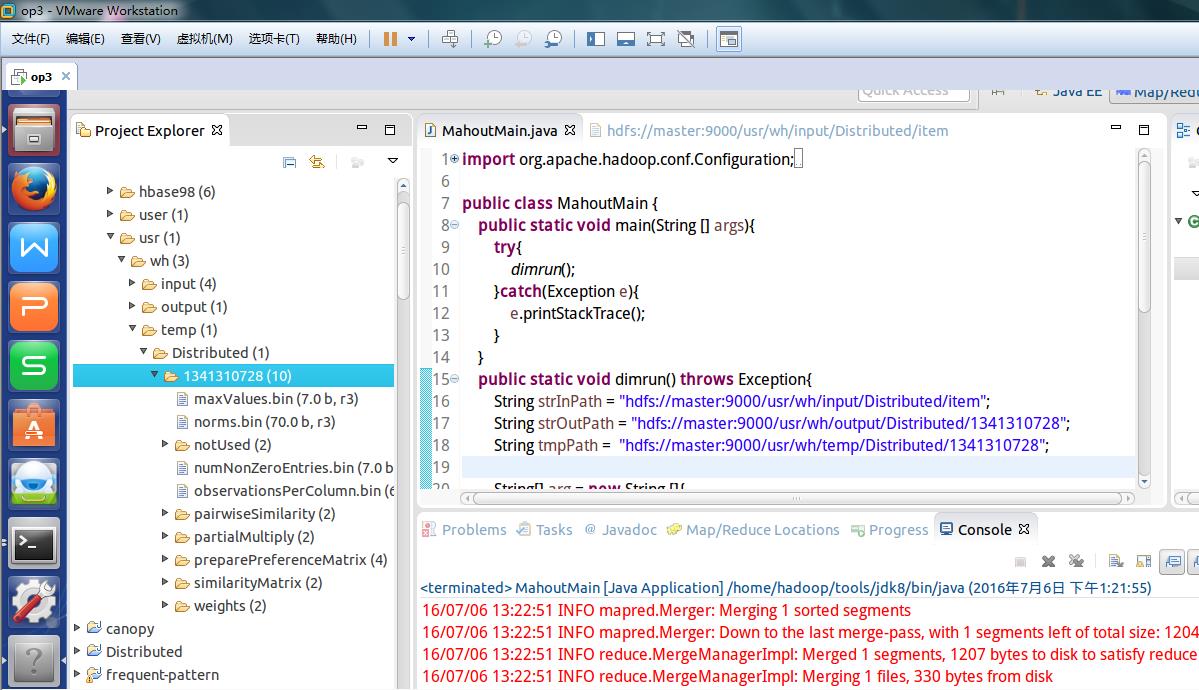 op3 - VMware Workstation
文件(F) 编辑(E) 查看(V) 虚拟机(M) 选项卡(T) 帮助(H)
op3
Quick Access
Java EE
Map/Redu
Project Explorer
hbase98 (6)
user (1)
usr (1)
wh (3)
input (4)
output (1)
temp (1)
Distributed (1)
1341310728 (10)
maxValues.bin (7.0 b, r3)
norms.bin (70.0 b, r3)
notUsed (2)
numNonZeroEntries.bin (7.0 b
observationsPerColumn.bin (6
pairwiseSimilarity (2)
partialMultiply (2)
preparePreferenceMatrix (4)
similarityMatrix (2)
weights (2)
canopy
Distributed
frequent-pattern
MahoutMain.java
hdfs://master:9000/usr/wh/input/Distributed/item
1 import org.apache.hadoop.conf.Configuration;
6
7 public class MahoutMain {
8 public static void main(String [] args){
9 try{
10 dimrun();
11 }catch(Exception e){
12 e.printStackTrace();
13 }
14 }
15 public static void dimrun() throws Exception{
16 String strInPath = "hdfs://master:9000/usr/wh/input/Distributed/item";
17 String strOutPath = "hdfs://master:9000/usr/wh/output/Distributed/1341310728";
18 String tmpPath = "hdfs://master:9000/usr/wh/temp/Distributed/1341310728";
19
20 String[] arg = new String []{
Problems Tasks @ Javadoc Map/Reduce Locations Progress Console
<terminated> MahoutMain [Java Application] /home/hadoop/tools/jdk8/bin/java (2016年7月6日 下午1:21:55)
16/07/06 13:22:51 INFO mapred.Merger: Merging 1 sorted segments
16/07/06 13:22:51 INFO mapred.Merger: Down to the last merge-pass, with 1 segments left of total size: 1204
16/07/06 13:22:51 INFO reduce.MergeManagerImpl: Merged 1 segments, 1207 bytes to disk to satisfy reduce
16/07/06 13:22:51 INFO reduce.MergeManagerImpl: Merging 1 files, 330 bytes from disk